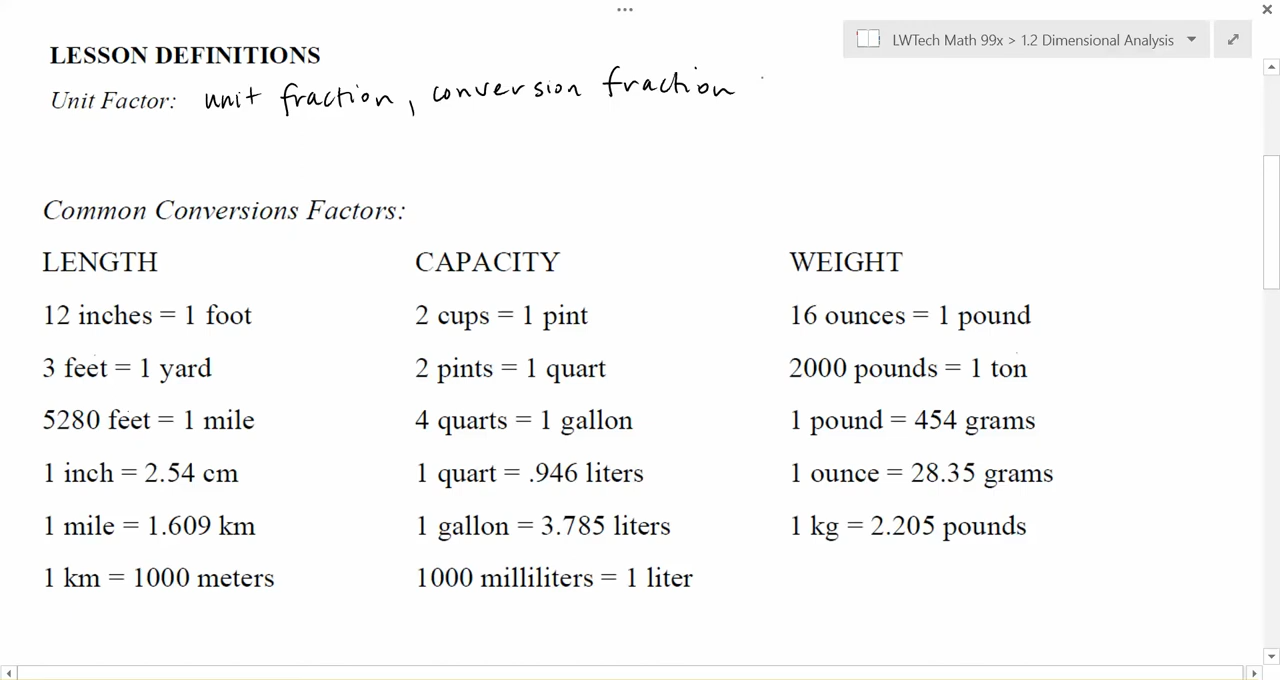 LWTech Math 99x > 1.2 Dimensional Analysis
LESSON DEFINITIONS
Unit Factor: unit fraction, conversion fraction
Common Conversions Factors:
LENGTH CAPACITY WEIGHT
12 inches = 1 foot 2 cups = 1 pint 16 ounces = 1 pound
3 feet = 1 yard 2 pints = 1 quart 2000 pounds = 1 ton
5280 feet = 1 mile 4 quarts = 1 gallon 1 pound = 454 grams
1 inch = 2.54 cm 1 quart = .946 liters 1 ounce = 28.35 grams
1 mile = 1.609 km 1 gallon = 3.785 liters 1 kg = 2.205 pounds
1 km = 1000 meters 1000 milliliters = 1 liter